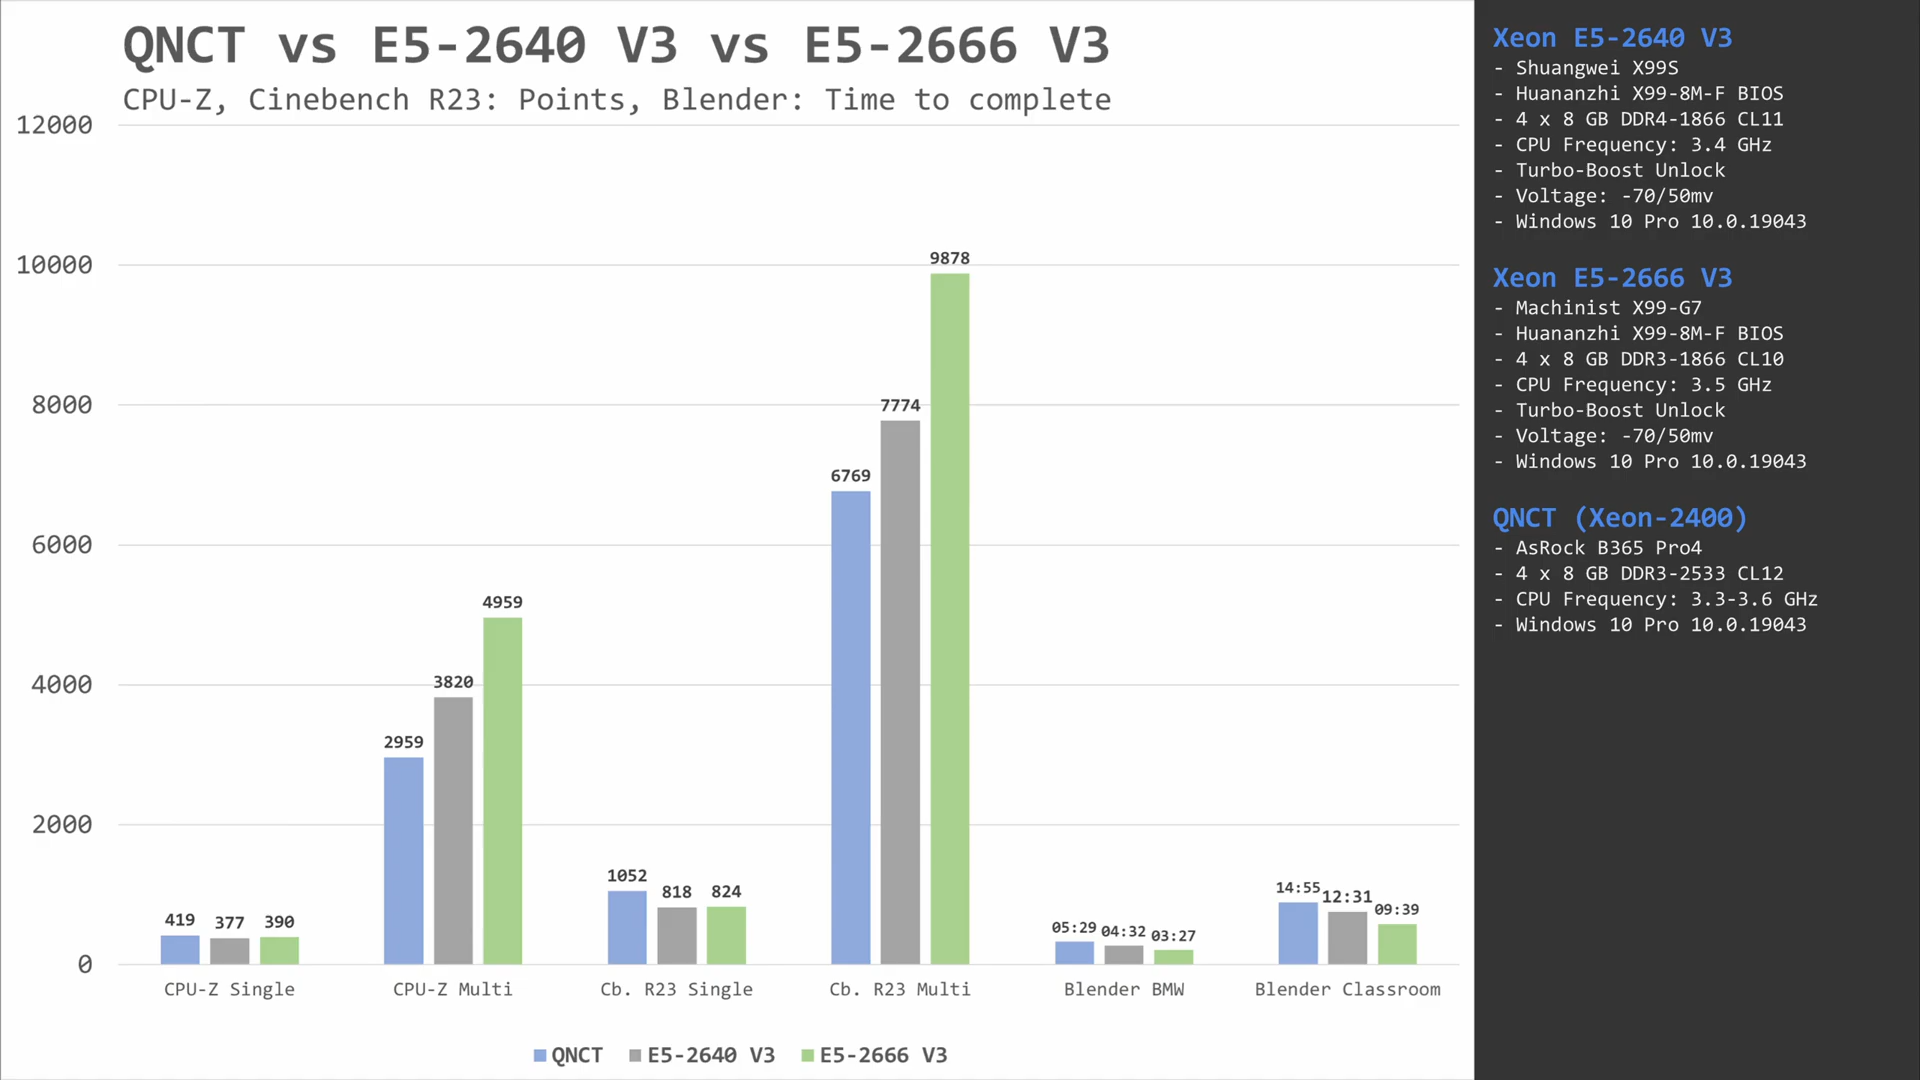 QNCT vs E5-2640 V3 vs E5-2666 V3
CPU-Z, Cinebench R23: Points, Blender: Time to complete
12000
10000
8000
6000
4000
2000
0
419
377
390
2959
3820
4959
1052
818
824
6769
7774
9878
05:29
04:32
03:27
14:55
12:31
09:39
CPU-Z Single
CPU-Z Multi
Cb. R23 Single
Cb. R23 Multi
Blender BMW
Blender Classroom
QNCT
E5-2640 V3
E5-2666 V3
Xeon E5-2640 V3
- Shuangwei X99S
- Huananzhi X99-8M-F BIOS
- 4 x 8 GB DDR4-1866 CL11
- CPU Frequency: 3.4 GHz
- Turbo-Boost Unlock
- Voltage: -70/50mv
- Windows 10 Pro 10.0.19043
Xeon E5-2666 V3
- Machinist X99-G7
- Huananzhi X99-8M-F BIOS
- 4 x 8 GB DDR3-1866 CL10
- CPU Frequency: 3.5 GHz
- Turbo-Boost Unlock
- Voltage: -70/50mv
- Windows 10 Pro 10.0.19043
QNCT (Xeon-2400)
- AsRock B365 Pro4
- 4 x 8 GB DDR3-2533 CL12
- CPU Frequency: 3.3-3.6 GHz
- Windows 10 Pro 10.0.19043